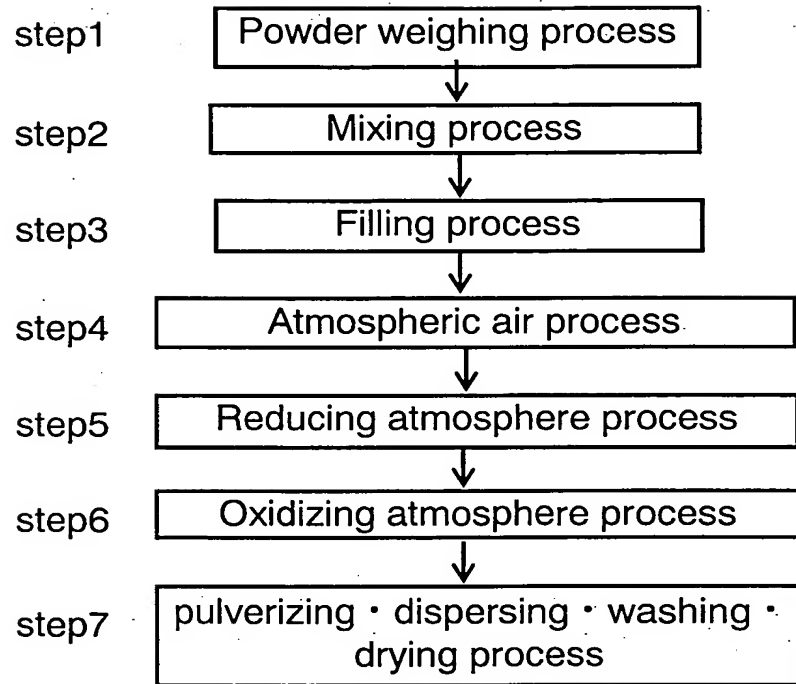 step1 Powder weighing process
step2 Mixing process
step3 Filling process
step4 Atmospheric air process
step5 Reducing atmosphere process
step6 Oxidizing atmosphere process
step7 pulverizing・dispersing・washing・
drying process